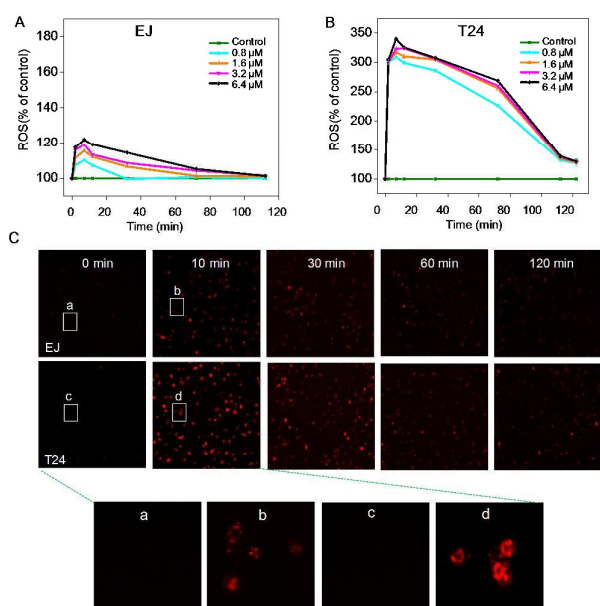 A
EJ
ROS(% of control)
180
160
140
120
100
0 20 40 60 80 100 120
Time (min)
Control
0.8 μM
1.6 μM
3.2 μM
6.4 μM
B
T24
ROS(% of control)
350
300
250
200
150
100
0 20 40 60 80 100 120
Time (min)
Control
0.8 μM
1.6 μM
3.2 μM
6.4 μM
C
0 min 10 min 30 min 60 min 120 min
a b
EJ
c d
T24
a b c d